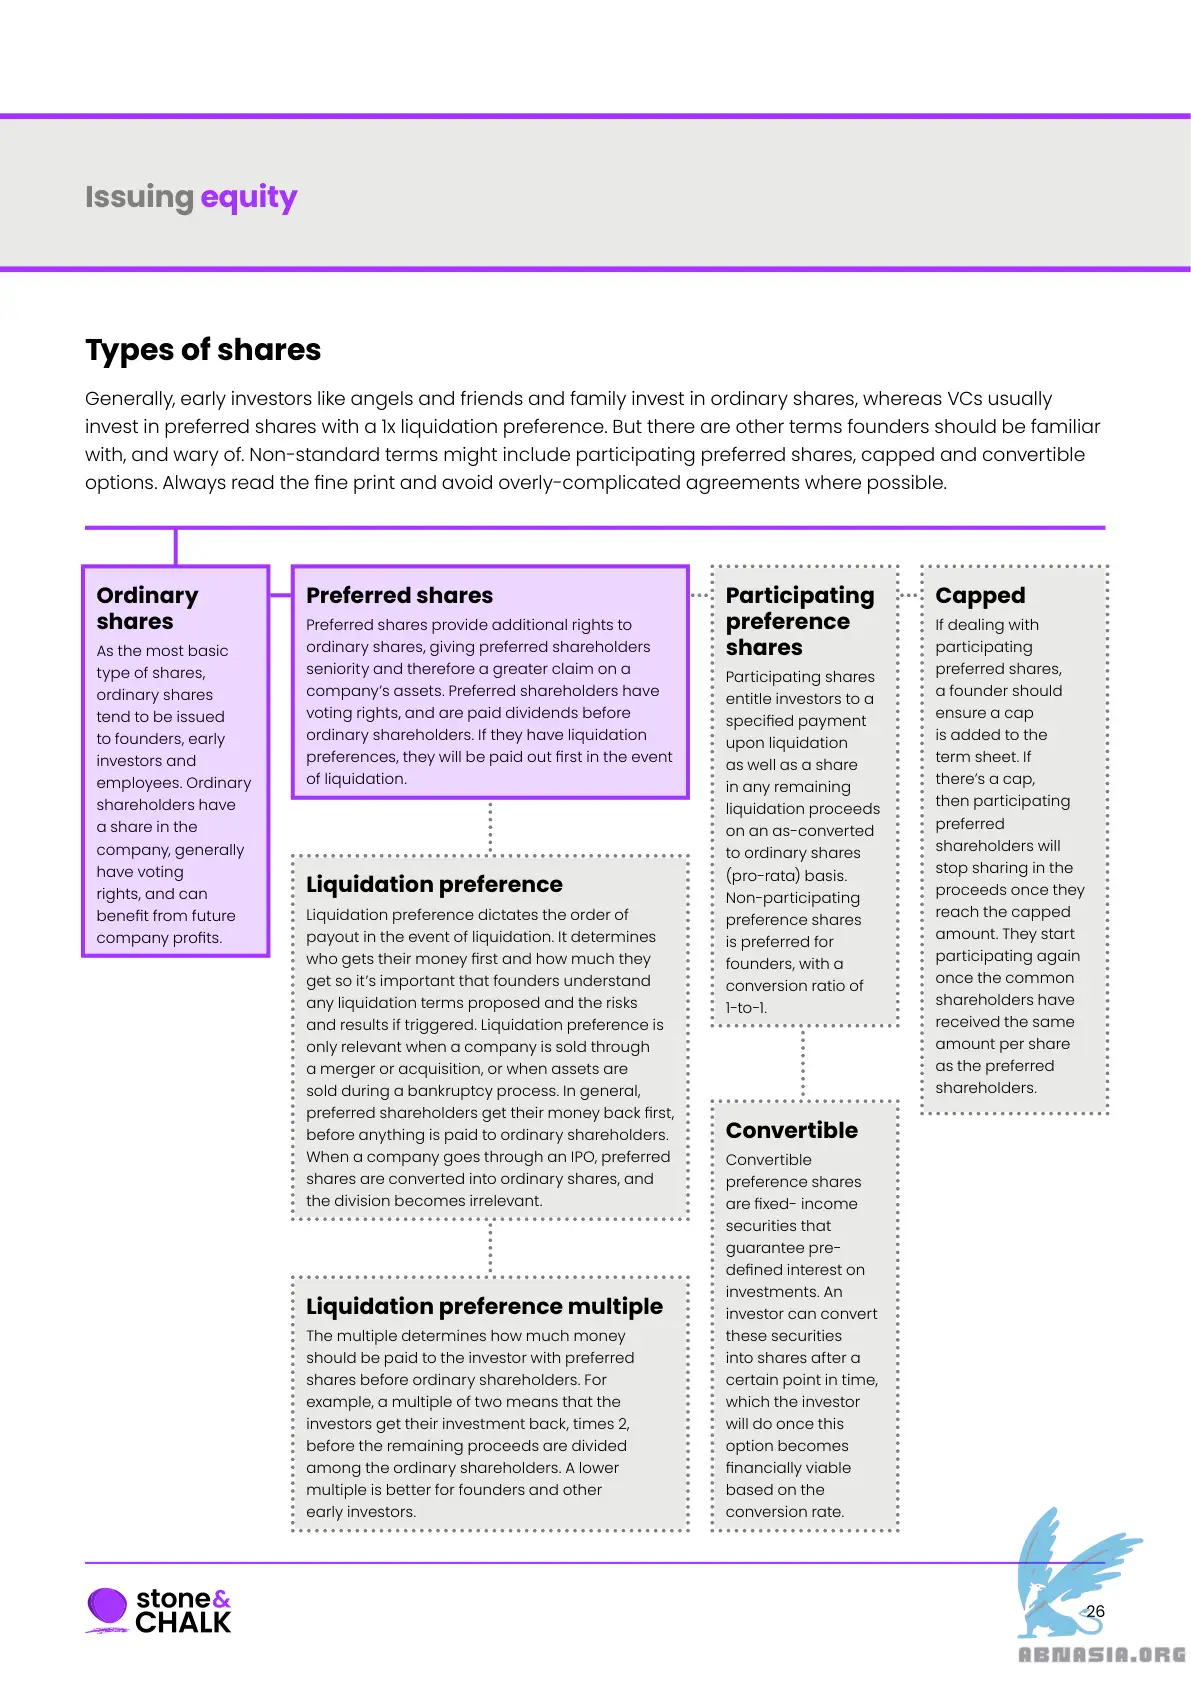 Issuing equity
Types of shares
Generally, early investors like angels and friends and family invest in ordinary shares, whereas VCs usually
invest in preferred shares with a 1x liquidation preference. But there are other terms founders should be familiar
with, and wary of. Non-standard terms might include participating preferred shares, capped and convertible
options. Always read the fine print and avoid overly-complicated agreements where possible.
Ordinary
shares
As the most basic
type of shares,
ordinary shares
tend to be issued
to founders, early
investors and
employees. Ordinary
shareholders have
a share in the
company, generally
have voting
rights, and can
benefit from future
company profits.
Preferred shares
Preferred shares provide additional rights to
ordinary shares, giving preferred shareholders
seniority and therefore a greater claim on a
company's assets. Preferred shareholders have
voting rights, and are paid dividends before
ordinary shareholders. If they have liquidation
preferences, they will be paid out first in the event
of liquidation.
Liquidation preference
Liquidation preference dictates the order of
payout in the event of liquidation. It determines
who gets their money first and how much they
get so it's important that founders understand
any liquidation terms proposed and the risks
and results if triggered. Liquidation preference is
only relevant when a company is sold through
a merger or acquisition, or when assets are
sold during a bankruptcy process. In general,
preferred shareholders get their money back first,
before anything is paid to ordinary shareholders.
When a company goes through an IPO, preferred
shares are converted into ordinary shares, and
the division becomes irrelevant.
Liquidation preference multiple
The multiple determines how much money
should be paid to the investor with preferred
shares before ordinary shareholders. For
example, a multiple of two means that the
investors get their investment back, times 2,
before the remaining proceeds are divided
among the ordinary shareholders. A lower
multiple is better for founders and other
early investors.
Participating
preference
shares
Participating shares
entitle investors to a
specified payment
upon liquidation
as well as a share
in any remaining
liquidation proceeds
on an as-converted
to ordinary shares
(pro-rata) basis.
Non-participating
preference shares
is preferred for
founders, with a
conversion ratio of
1-to-1.
Convertible
Convertible
preference shares
are fixed- income
securities that
guarantee pre-
defined interest on
investments. An
investor can convert
these securities
into shares after a
certain point in time,
which the investor
will do once this
option becomes
financially viable
based on the
conversion rate.
Capped
If dealing with
participating
preferred shares,
a founder should
ensure a cap
is added to the
term sheet. If
there's a cap,
then participating
preferred
shareholders will
stop sharing in the
proceeds once they
reach the capped
amount. They start
participating again
once the common
shareholders have
received the same
amount per share
as the preferred
shareholders.
stone&
CHALK
26
ABNASIA.ORG